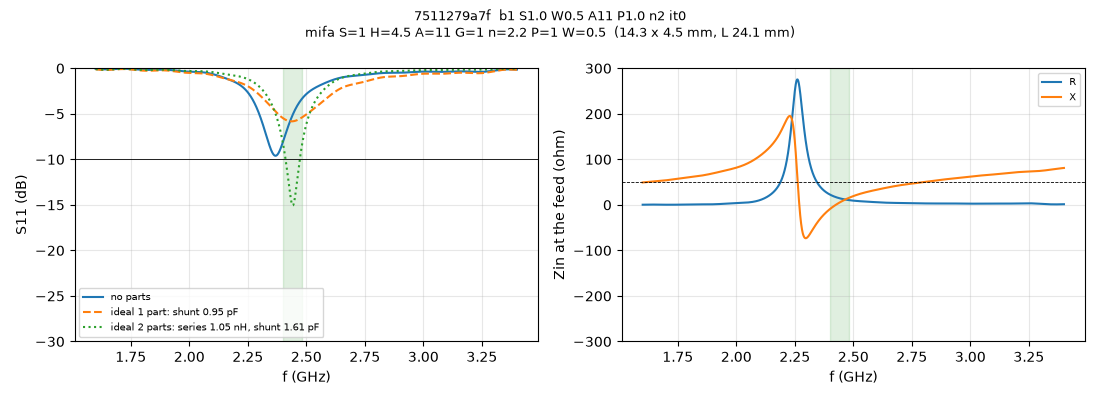 7511279a7f b1 S1.0 W0.5 A11 P1.0 n2 it0
mifa S=1 H=4.5 A=11 G=1 n=2.2 P=1 W=0.5 (14.3 x 4.5 mm, L 24.1 mm)
S11 (dB)
0
−5
−10
−15
−20
−25
−30
no parts
ideal 1 part: shunt 0.95 pF
ideal 2 parts: series 1.05 nH, shunt 1.61 pF
1.75 2.00 2.25 2.50 2.75 3.00 3.25
f (GHz)
Zin at the feed (ohm)
300
200
100
0
−100
−200
−300
R
X
1.75 2.00 2.25 2.50 2.75 3.00 3.25
f (GHz)